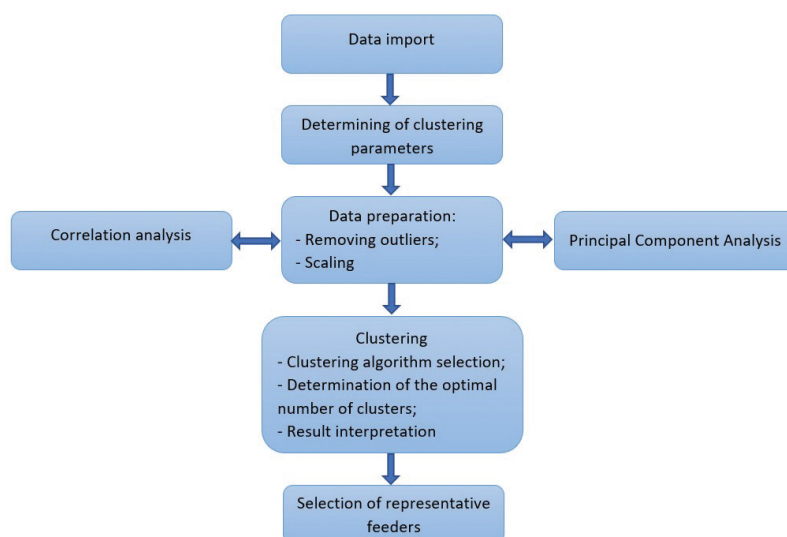 Data import
Determining of clustering
parameters
Correlation analysis
Data preparation:
- Removing outliers;
- Scaling
Principal Component Analysis
Clustering
- Clustering algorithm selection;
- Determination of the optimal
number of clusters;
- Result interpretation
Selection of representative
feeders